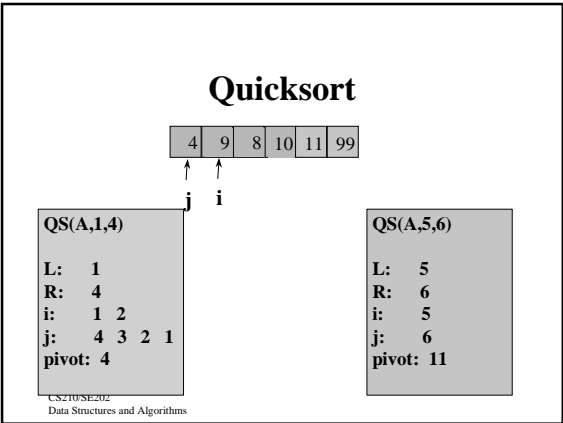 Quicksort
4 9 8 10 11 99
j i
QS(A,1,4)
L: 1
R: 4
i: 1 2
j: 4 3 2 1
pivot: 4
QS(A,5,6)
L: 5
R: 6
i: 5
j: 6
pivot: 11
CS210/SE202
Data Structures and Algorithms